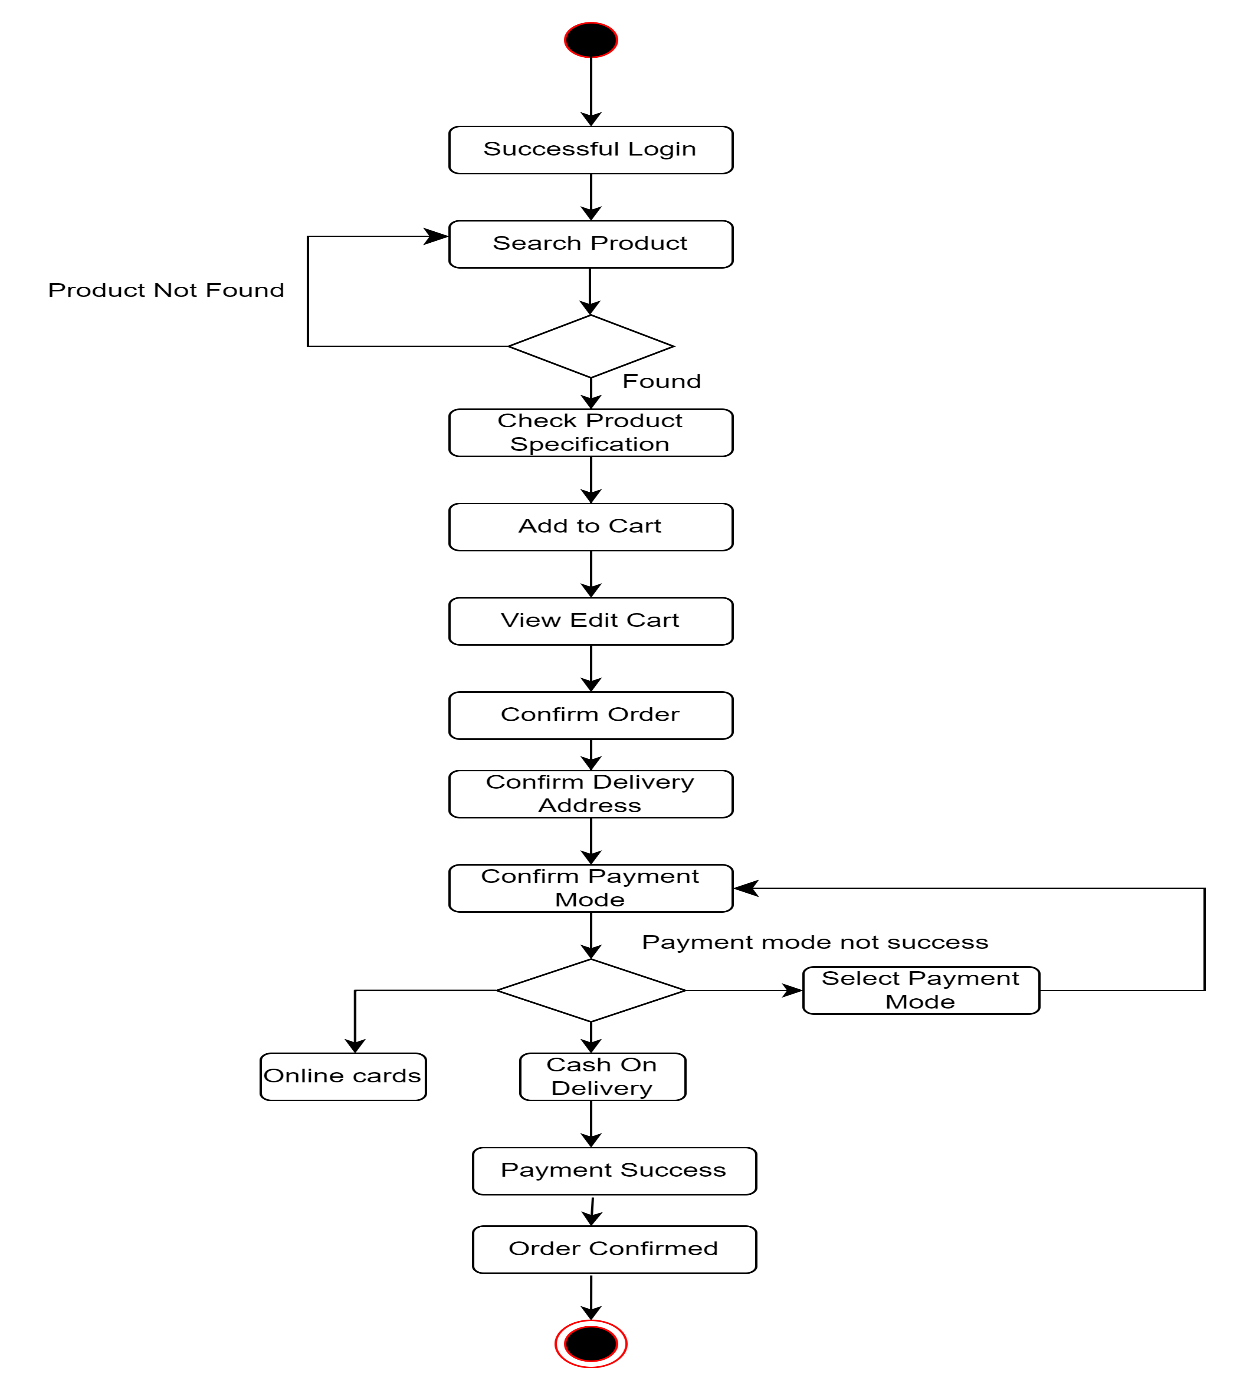 Successful Login
Search Product
Product Not Found
Found
Check Product
Specification
Add to Cart
View Edit Cart
Confirm Order
Confirm Delivery
Address
Confirm Payment
Mode
Payment mode not success
Select Payment
Mode
Online cards
Cash On
Delivery
Payment Success
Order Confirmed